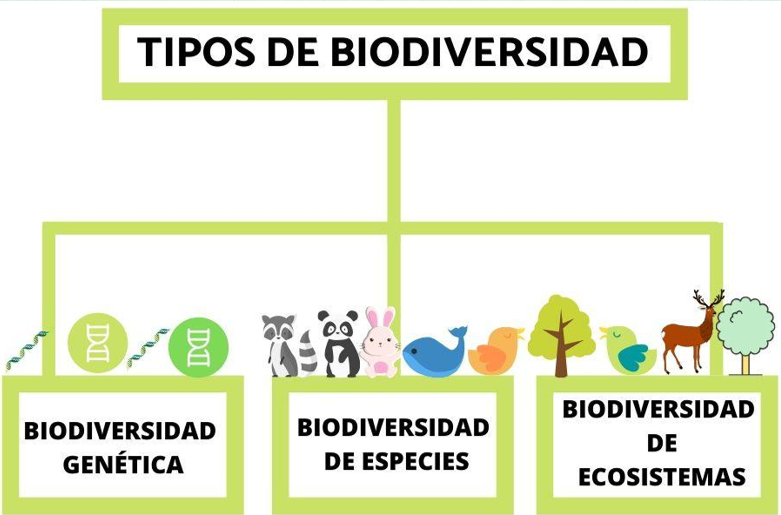 TIPOS DE BIODIVERSIDAD
BIODIVERSIDAD
GENÉTICA
BIODIVERSIDAD
DE ESPECIES
BIODIVERSIDAD
DE
ECOSISTEMAS